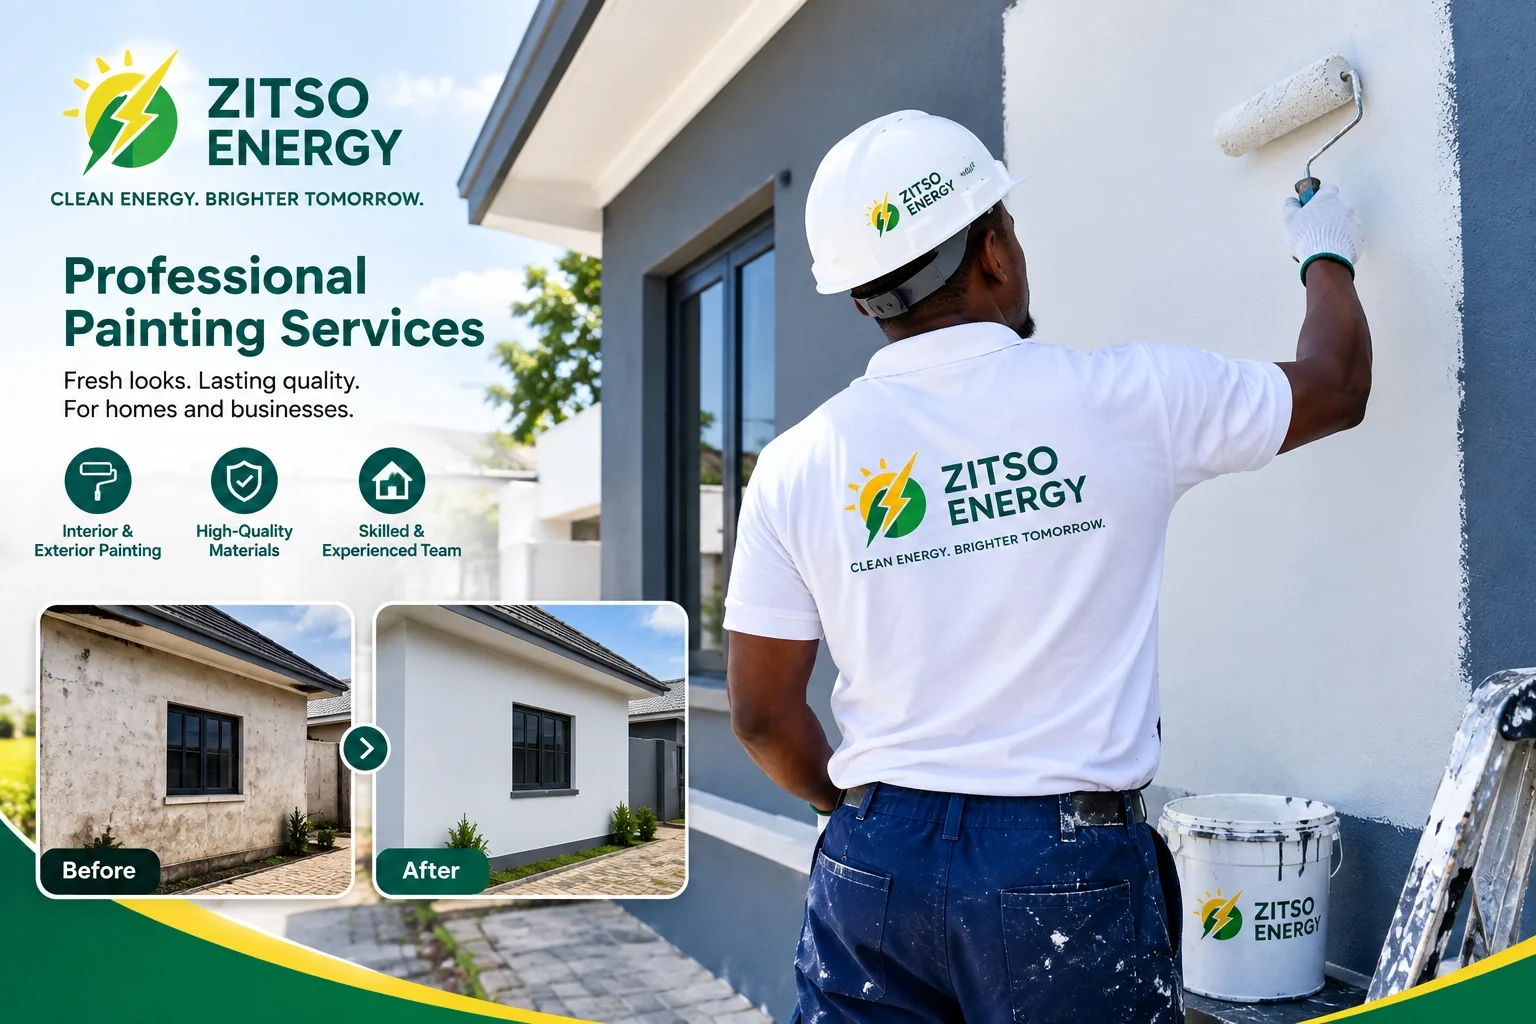 ZITSO
ENERGY
CLEAN ENERGY. BRIGHTER TOMORROW.
Professional
Painting Services
Fresh looks. Lasting quality.
For homes and businesses.
Interior &
Exterior Painting
High-Quality
Materials
Skilled &
Experienced Team
Before
After
ZITSO
ENERGY
ZITSO
ENERGY
CLEAN ENERGY. BRIGHTER TOMORROW.
ZITSO
ENERGY